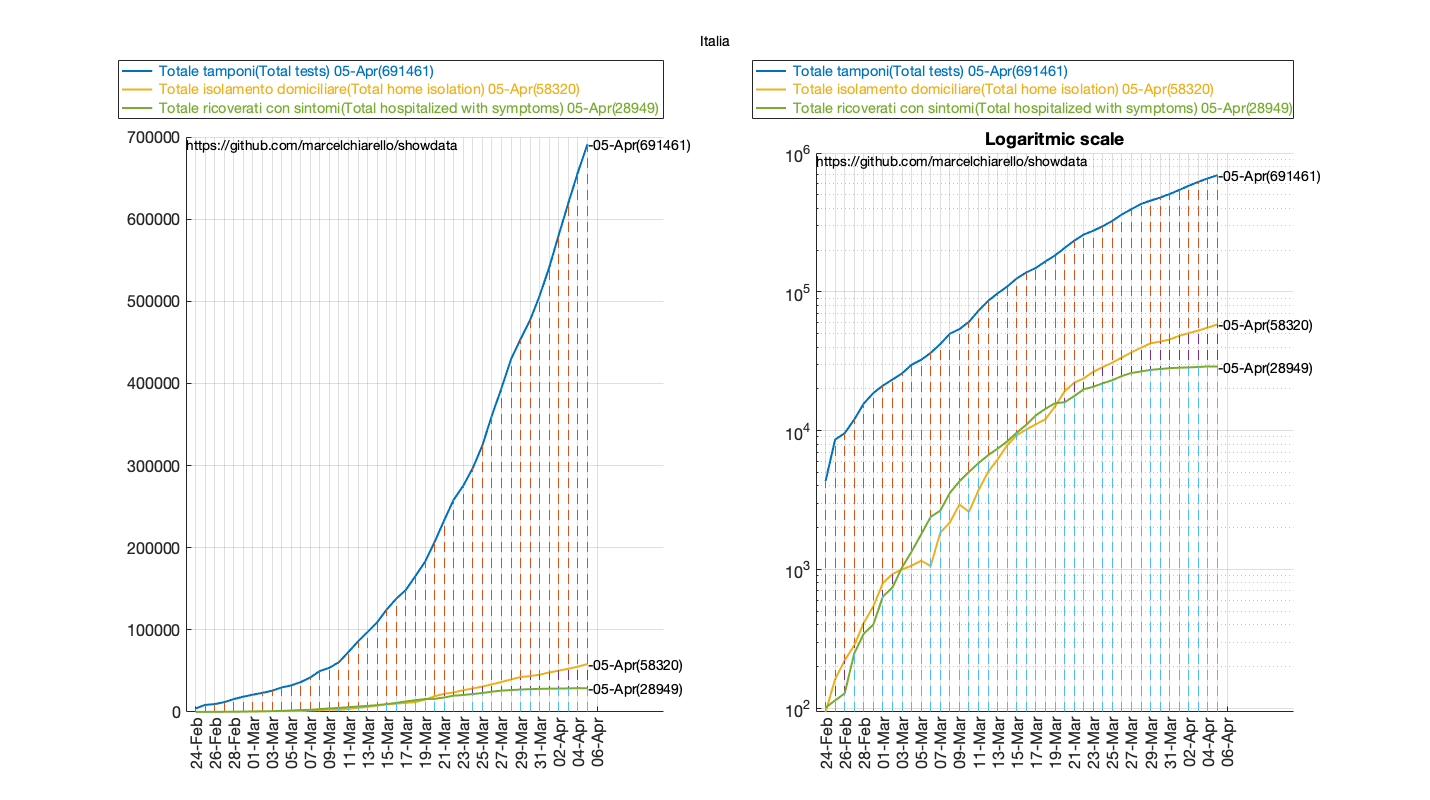 Italia
Totale tamponi(Total tests) 05-Apr(691461)
Totale isolamento domiciliare(Total home isolation) 05-Apr(58320)
Totale ricoverati con sintomi(Total hospitalized with symptoms) 05-Apr(28949)
700000
600000
500000
400000
300000
200000
100000
0
https://github.com/marcelchiarello/showdata
-05-Apr(691461)
-05-Apr(58320)
-05-Apr(28949)
24-Feb
26-Feb
28-Feb
01-Mar
03-Mar
05-Mar
07-Mar
09-Mar
11-Mar
13-Mar
15-Mar
17-Mar
19-Mar
21-Mar
23-Mar
25-Mar
27-Mar
29-Mar
31-Mar
02-Apr
04-Apr
06-Apr
Totale tamponi(Total tests) 05-Apr(691461)
Totale isolamento domiciliare(Total home isolation) 05-Apr(58320)
Totale ricoverati con sintomi(Total hospitalized with symptoms) 05-Apr(28949)
Logaritmic scale
10^6
10^5
10^4
10^3
10^2
https://github.com/marcelchiarello/showdata
-05-Apr(691461)
-05-Apr(58320)
-05-Apr(28949)
24-Feb
26-Feb
28-Feb
01-Mar
03-Mar
05-Mar
07-Mar
09-Mar
11-Mar
13-Mar
15-Mar
17-Mar
19-Mar
21-Mar
23-Mar
25-Mar
27-Mar
29-Mar
31-Mar
02-Apr
04-Apr
06-Apr